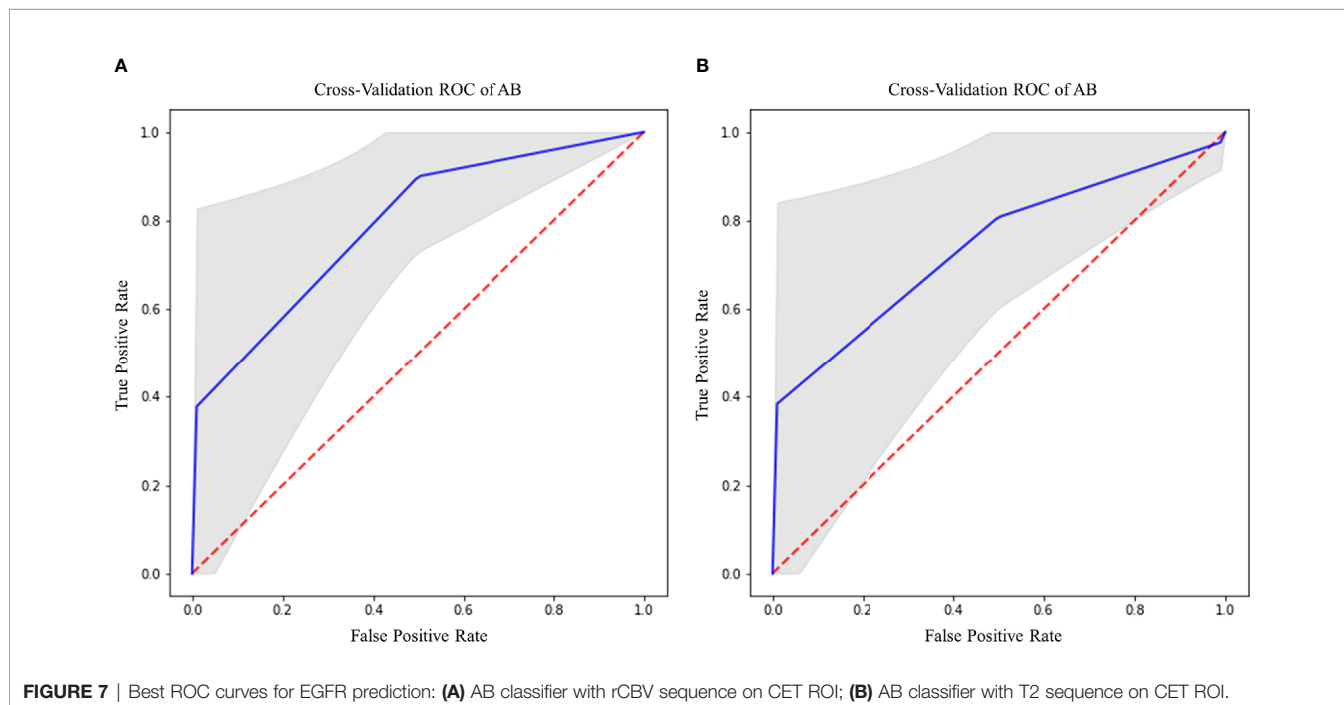 A
Cross-Validation ROC of AB
1.0
0.8
0.6
0.4
0.2
0.0
True Positive Rate
0.0 0.2 0.4 0.6 0.8 1.0
False Positive Rate
B
Cross-Validation ROC of AB
1.0
0.8
0.6
0.4
0.2
0.0
True Positive Rate
0.0 0.2 0.4 0.6 0.8 1.0
False Positive Rate
FIGURE 7 | Best ROC curves for EGFR prediction: (A) AB classifier with rCBV sequence on CET ROI; (B) AB classifier with T2 sequence on CET ROI.